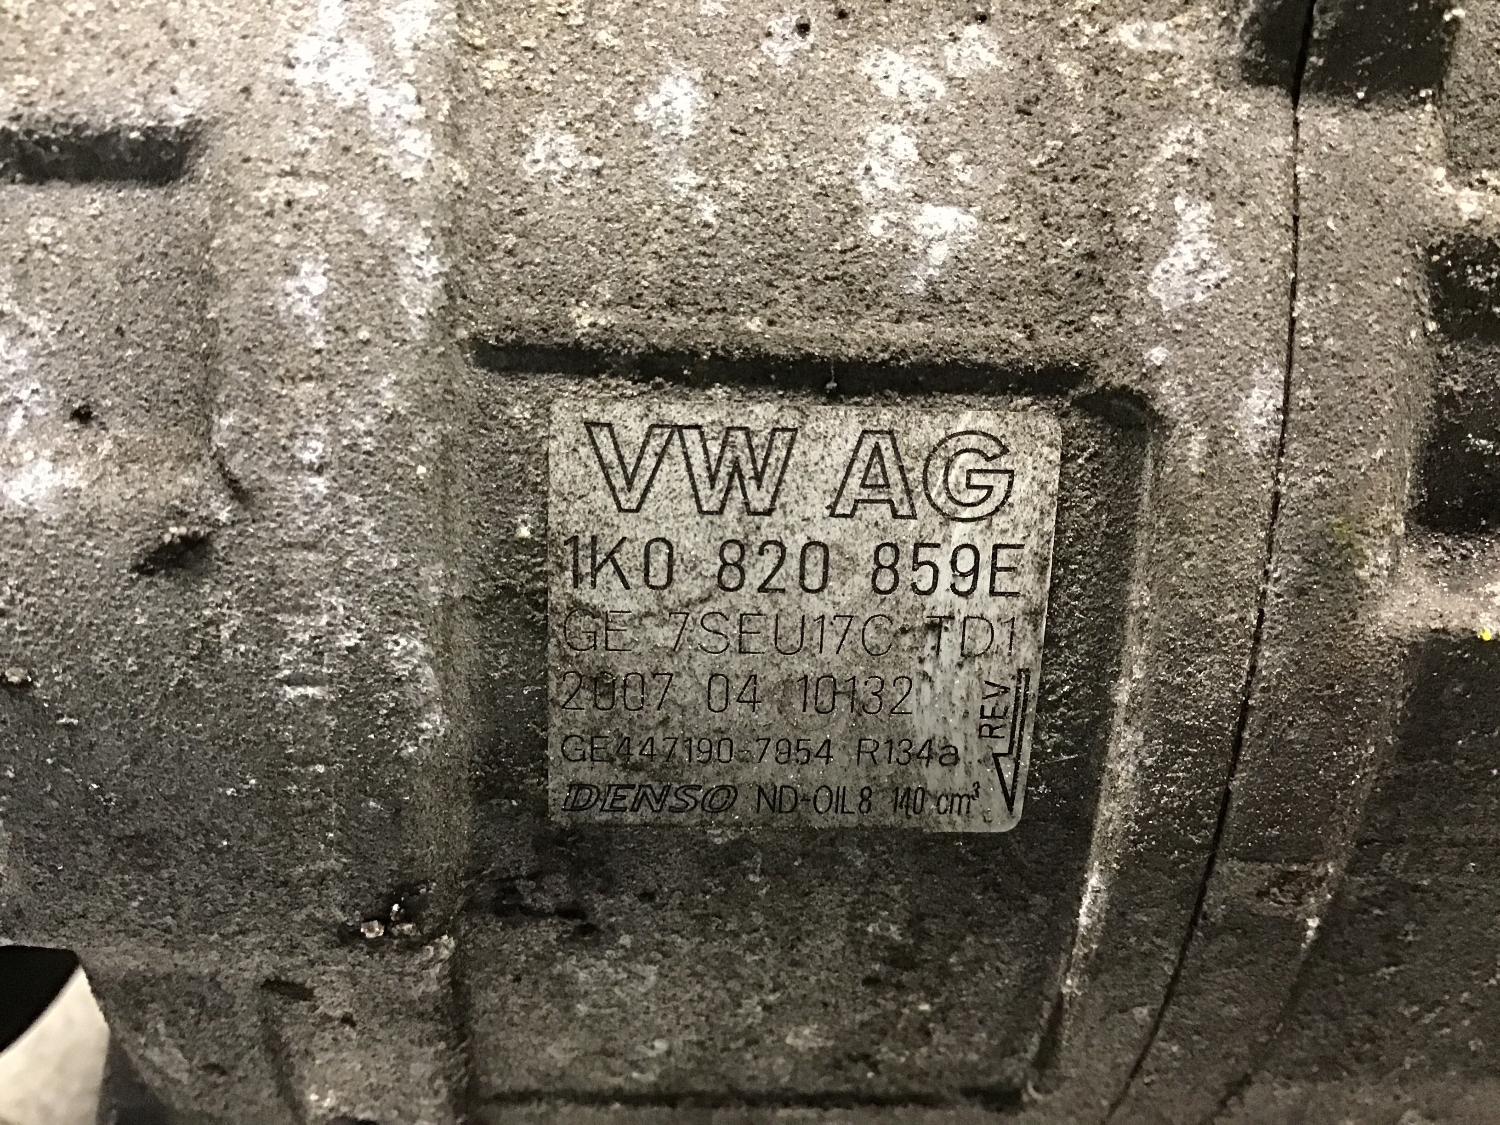 VW AG
1K0 820 859E
GE 7SEU17C TD1
2007 04 10132
REV
GE447190-7954 R134a
DENSO ND-OIL8 140 cm³